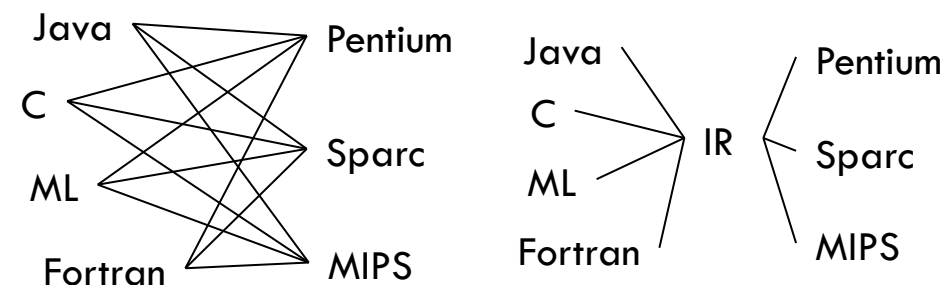 Java
Pentium
C
Sparc
ML
MIPS
Fortran
Java
Pentium
C
IR
Sparc
ML
MIPS
Fortran